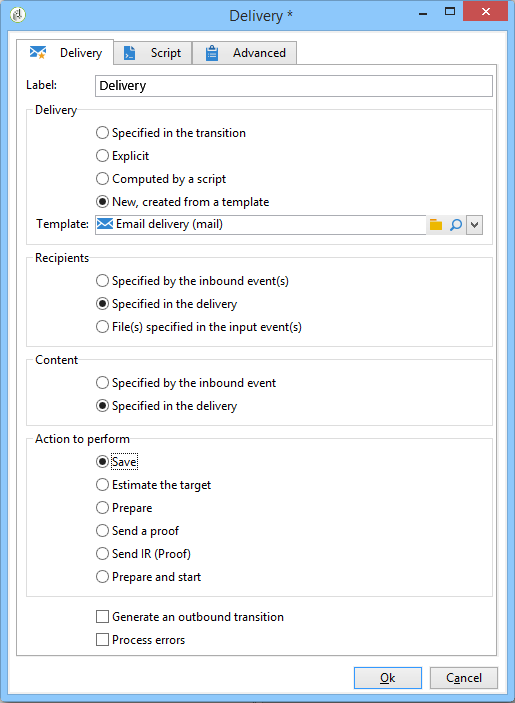 Delivery *
Delivery Script Advanced
Label: Delivery
Delivery
Specified in the transition
Explicit
Computed by a script
New, created from a template
Template: Email delivery (mail)
Recipients
Specified by the inbound event(s)
Specified in the delivery
File(s) specified in the input event(s)
Content
Specified by the inbound event
Specified in the delivery
Action to perform
Save
Estimate the target
Prepare
Send a proof
Send IR (Proof)
Prepare and start
Generate an outbound transition
Process errors
Ok Cancel